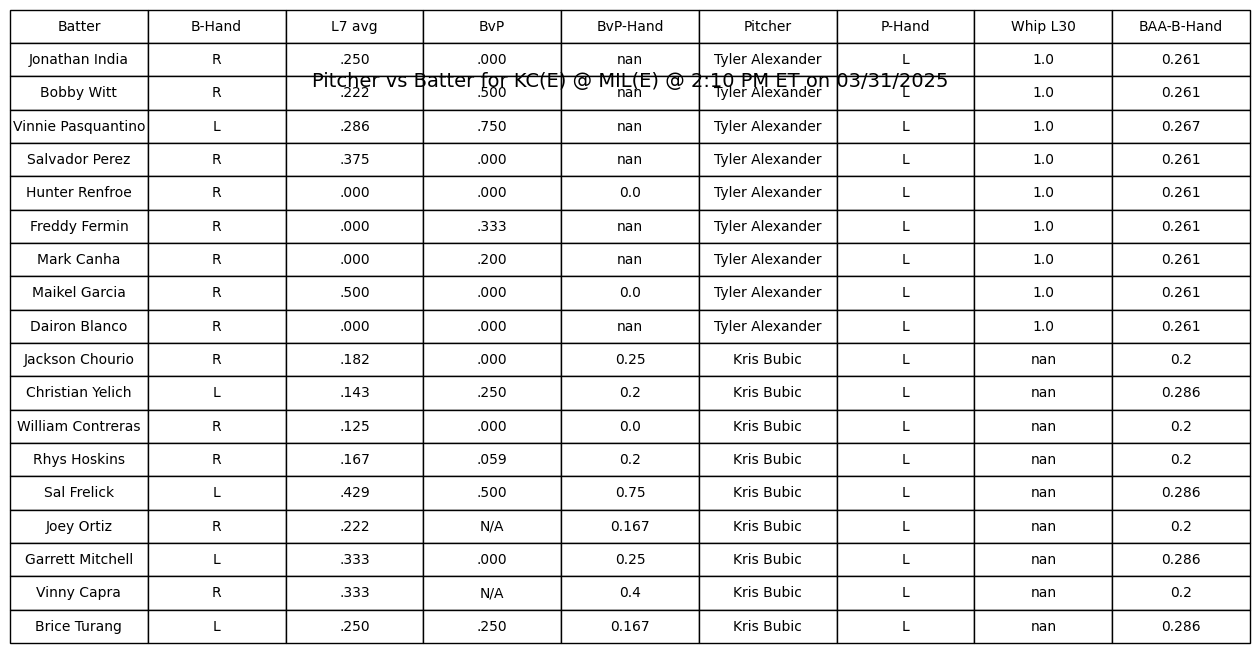 Batter B-Hand L7 avg BvP BvP-Hand Pitcher P-Hand Whip L30 BAA-B-Hand
Jonathan India R .250 .000 nan Tyler Alexander L 1.0 0.261
Pitcher vs Batter for KC(E) @ MIL(E) @ 2:10 PM ET on 03/31/2025
Bobby Witt R .222 .500 nan Tyler Alexander L 1.0 0.261
Vinnie Pasquantino L .286 .750 nan Tyler Alexander L 1.0 0.267
Salvador Perez R .375 .000 nan Tyler Alexander L 1.0 0.261
Hunter Renfroe R .000 .000 0.0 Tyler Alexander L 1.0 0.261
Freddy Fermin R .000 .333 nan Tyler Alexander L 1.0 0.261
Mark Canha R .000 .200 nan Tyler Alexander L 1.0 0.261
Maikel Garcia R .500 .000 0.0 Tyler Alexander L 1.0 0.261
Dairon Blanco R .000 .000 nan Tyler Alexander L 1.0 0.261
Jackson Chourio R .182 .000 0.25 Kris Bubic L nan 0.2
Christian Yelich L .143 .250 0.2 Kris Bubic L nan 0.286
William Contreras R .125 .000 0.0 Kris Bubic L nan 0.2
Rhys Hoskins R .167 .059 0.2 Kris Bubic L nan 0.2
Sal Frelick L .429 .500 0.75 Kris Bubic L nan 0.286
Joey Ortiz R .222 N/A 0.167 Kris Bubic L nan 0.2
Garrett Mitchell L .333 .000 0.25 Kris Bubic L nan 0.286
Vinny Capra R .333 N/A 0.4 Kris Bubic L nan 0.2
Brice Turang L .250 .250 0.167 Kris Bubic L nan 0.286